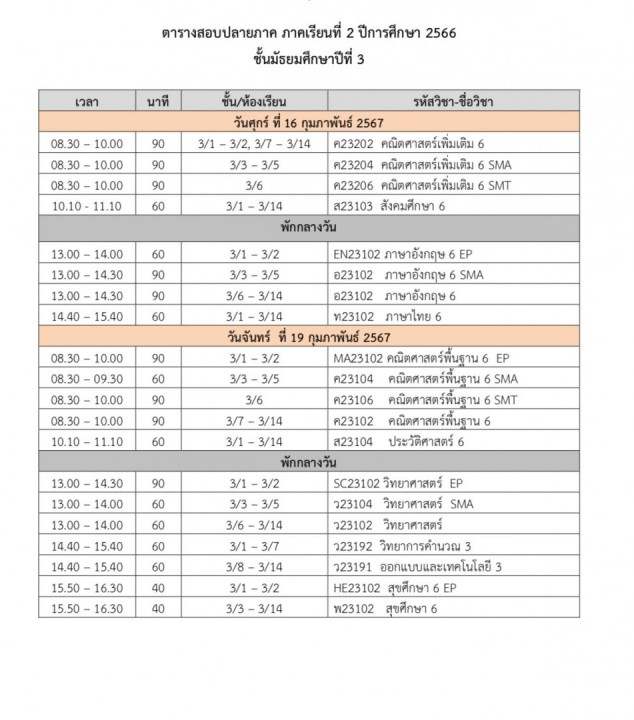 ตารางสอบปลายภาค ภาคเรียนที่ 2 ปีการศึกษา 2566
ชั้นมัธยมศึกษาปีที่ 3
เวลา นาที ชั้น/ห้องเรียน รหัสวิชา-ชื่อวิชา
วันศุกร์ ที่ 16 กุมภาพันธ์ 2567
08.30 – 10.00 90 3/1 – 3/2, 3/7 – 3/14 ค23202 คณิตศาสตร์เพิ่มเติม 6
08.30 – 10.00 90 3/3 – 3/5 ค23204 คณิตศาสตร์เพิ่มเติม 6 SMA
08.30 – 10.00 90 3/6 ค23206 คณิตศาสตร์เพิ่มเติม 6 SMT
10.10 - 11.10 60 3/1 – 3/14 ส23103 สังคมศึกษา 6
พักกลางวัน
13.00 – 14.00 60 3/1 – 3/2 EN23102 ภาษาอังกฤษ 6 EP
13.00 – 14.30 90 3/3 – 3/5 อ23102 ภาษาอังกฤษ 6 SMA
13.00 – 14.30 90 3/6 – 3/14 อ23102 ภาษาอังกฤษ 6
14.40 – 15.40 60 3/1 – 3/14 ท23102 ภาษาไทย 6
วันจันทร์ ที่ 19 กุมภาพันธ์ 2567
08.30 – 10.00 90 3/1 – 3/2 MA23102 คณิตศาสตร์พื้นฐาน 6 EP
08.30 – 09.30 60 3/3 – 3/5 ค23104 คณิตศาสตร์พื้นฐาน 6 SMA
08.30 – 10.00 90 3/6 ค23106 คณิตศาสตร์พื้นฐาน 6 SMT
08.30 – 10.00 90 3/7 – 3/14 ค23102 คณิตศาสตร์พื้นฐาน 6
10.10 – 11.10 60 3/1 – 3/14 ส23104 ประวัติศาสตร์ 6
พักกลางวัน
13.00 – 14.30 90 3/1 – 3/2 SC23102 วิทยาศาสตร์ EP
13.00 – 14.00 60 3/3 – 3/5 ว23104 วิทยาศาสตร์ SMA
13.00 – 14.00 60 3/6 – 3/14 ว23102 วิทยาศาสตร์
14.40 – 15.40 60 3/1 – 3/7 ว23192 วิทยาการคำนวณ 3
14.40 – 15.40 60 3/8 – 3/14 ว23191 ออกแบบและเทคโนโลยี 3
15.50 – 16.30 40 3/1 – 3/2 HE23102 สุขศึกษา 6 EP
15.50 – 16.30 40 3/3 – 3/14 พ23102 สุขศึกษา 6